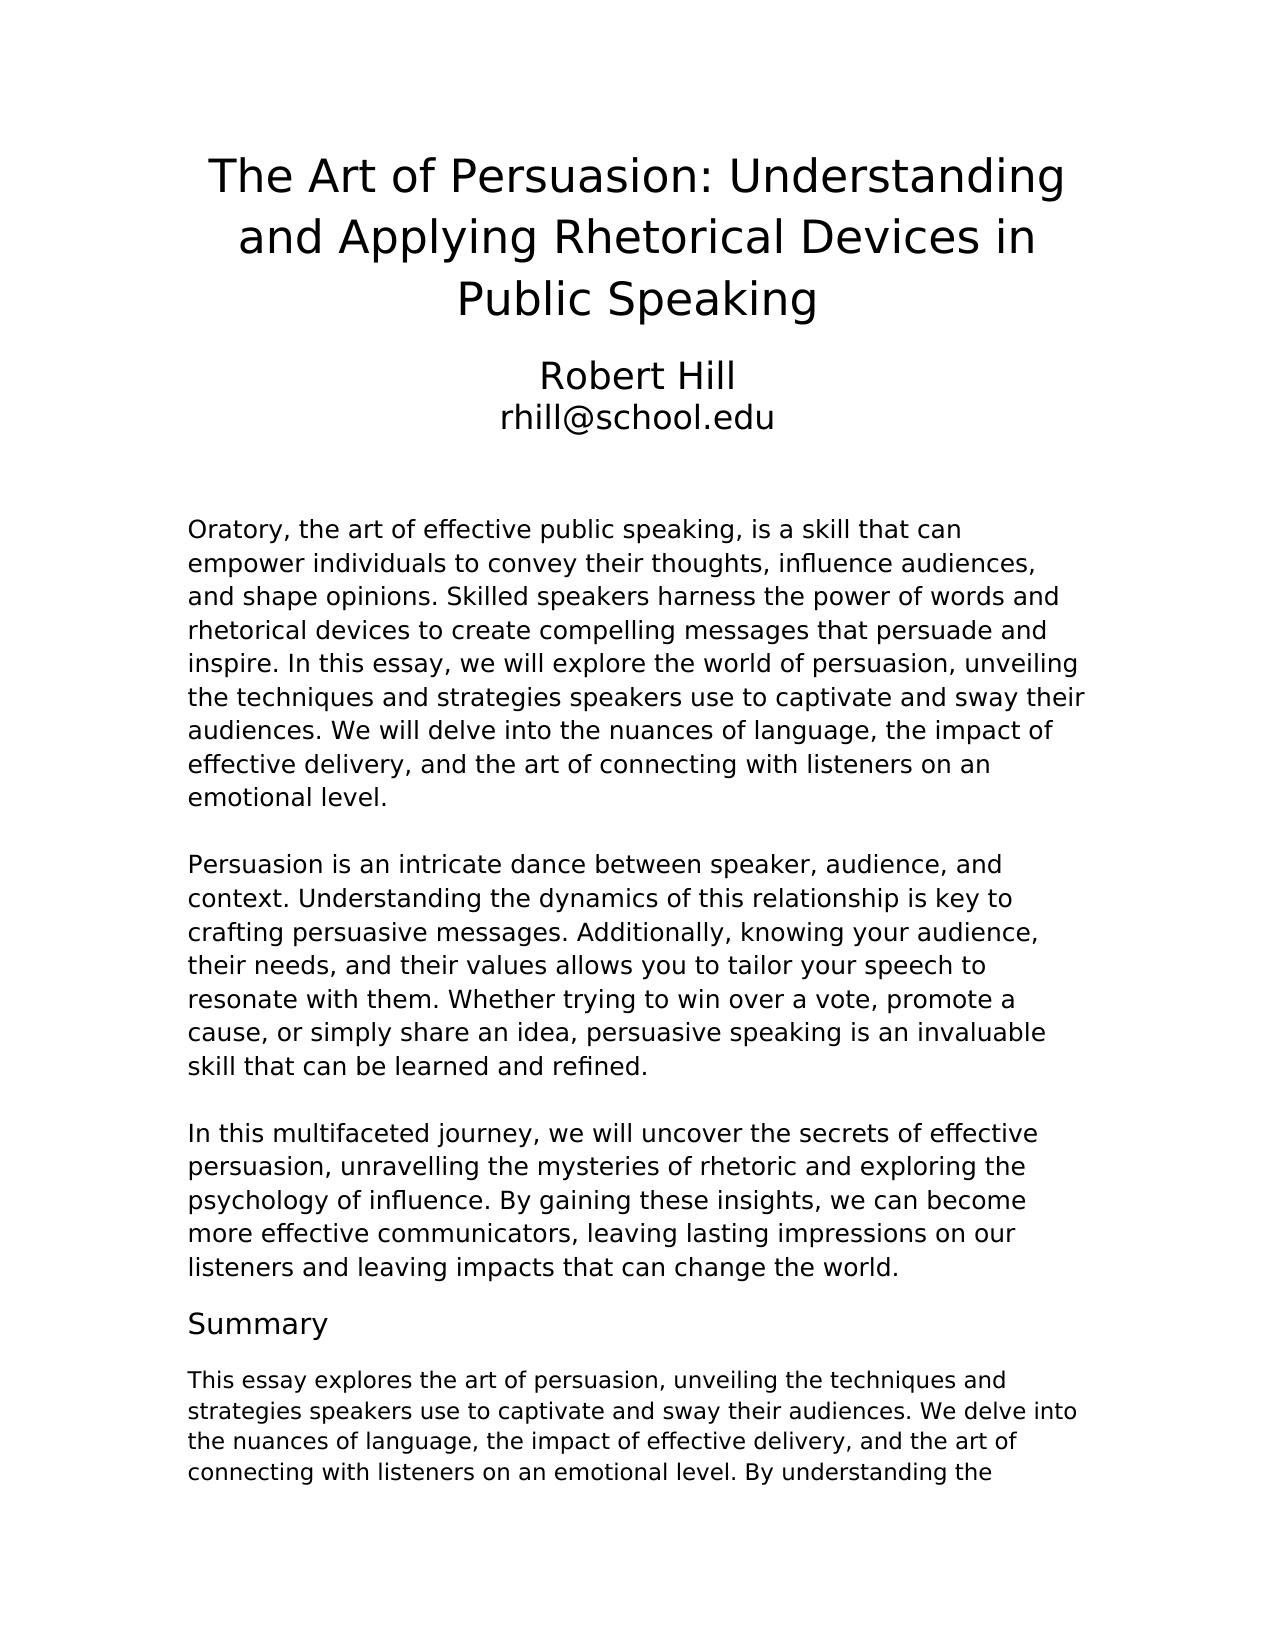 The Art of Persuasion: Understanding
and Applying Rhetorical Devices in
Public Speaking
Robert Hill
rhill@school.edu
Oratory, the art of effective public speaking, is a skill that can
empower individuals to convey their thoughts, influence audiences,
and shape opinions. Skilled speakers harness the power of words and
rhetorical devices to create compelling messages that persuade and
inspire. In this essay, we will explore the world of persuasion, unveiling
the techniques and strategies speakers use to captivate and sway their
audiences. We will delve into the nuances of language, the impact of
effective delivery, and the art of connecting with listeners on an
emotional level.
Persuasion is an intricate dance between speaker, audience, and
context. Understanding the dynamics of this relationship is key to
crafting persuasive messages. Additionally, knowing your audience,
their needs, and their values allows you to tailor your speech to
resonate with them. Whether trying to win over a vote, promote a
cause, or simply share an idea, persuasive speaking is an invaluable
skill that can be learned and refined.
In this multifaceted journey, we will uncover the secrets of effective
persuasion, unravelling the mysteries of rhetoric and exploring the
psychology of influence. By gaining these insights, we can become
more effective communicators, leaving lasting impressions on our
listeners and leaving impacts that can change the world.
Summary
This essay explores the art of persuasion, unveiling the techniques and
strategies speakers use to captivate and sway their audiences. We delve into
the nuances of language, the impact of effective delivery, and the art of
connecting with listeners on an emotional level. By understanding the